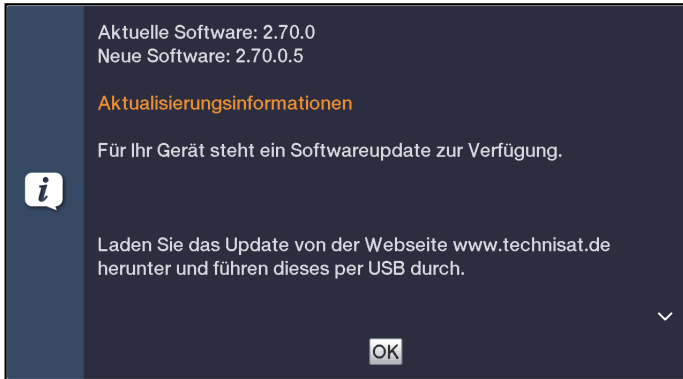 Aktuelle Software: 2.70.0
Neue Software: 2.70.0.5
Aktualisierungsinformationen
Für Ihr Gerät steht ein Softwareupdate zur Verfügung.
i
Laden Sie das Update von der Webseite www.technisat.de
herunter und führen dieses per USB durch.
OK